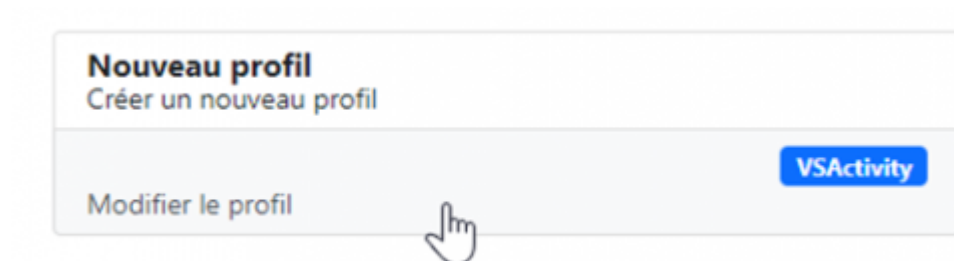 Nouveau profil
Créer un nouveau profil
VSActivity
Modifier le profil